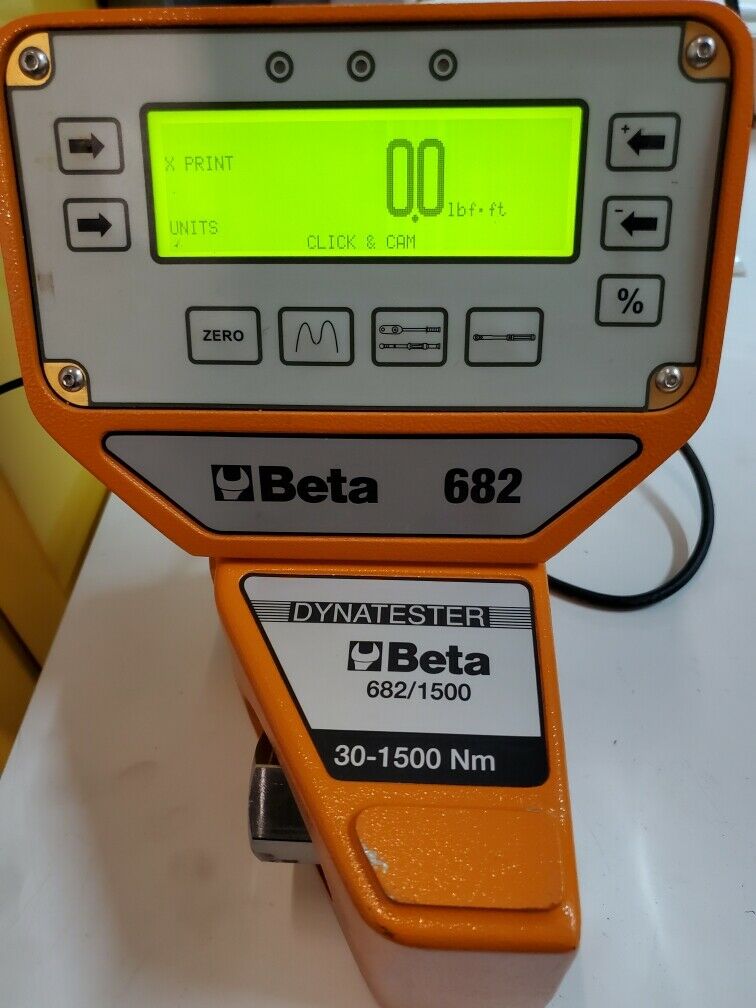 X PRINT
0.0 lbf·ft
UNITS
CLICK & CAM
+
-
%
ZERO
Beta 682
DYNATESTER
Beta
682/1500
30-1500 Nm